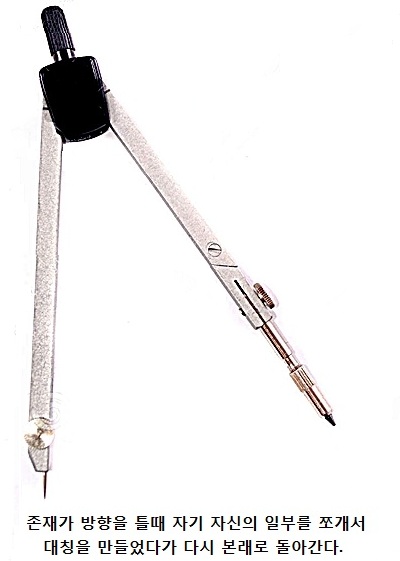 존재가 방향을 틀때 자기 자신의 일부를 쪼개서
대칭을 만들었다가 다시 본래로 돌아간다.